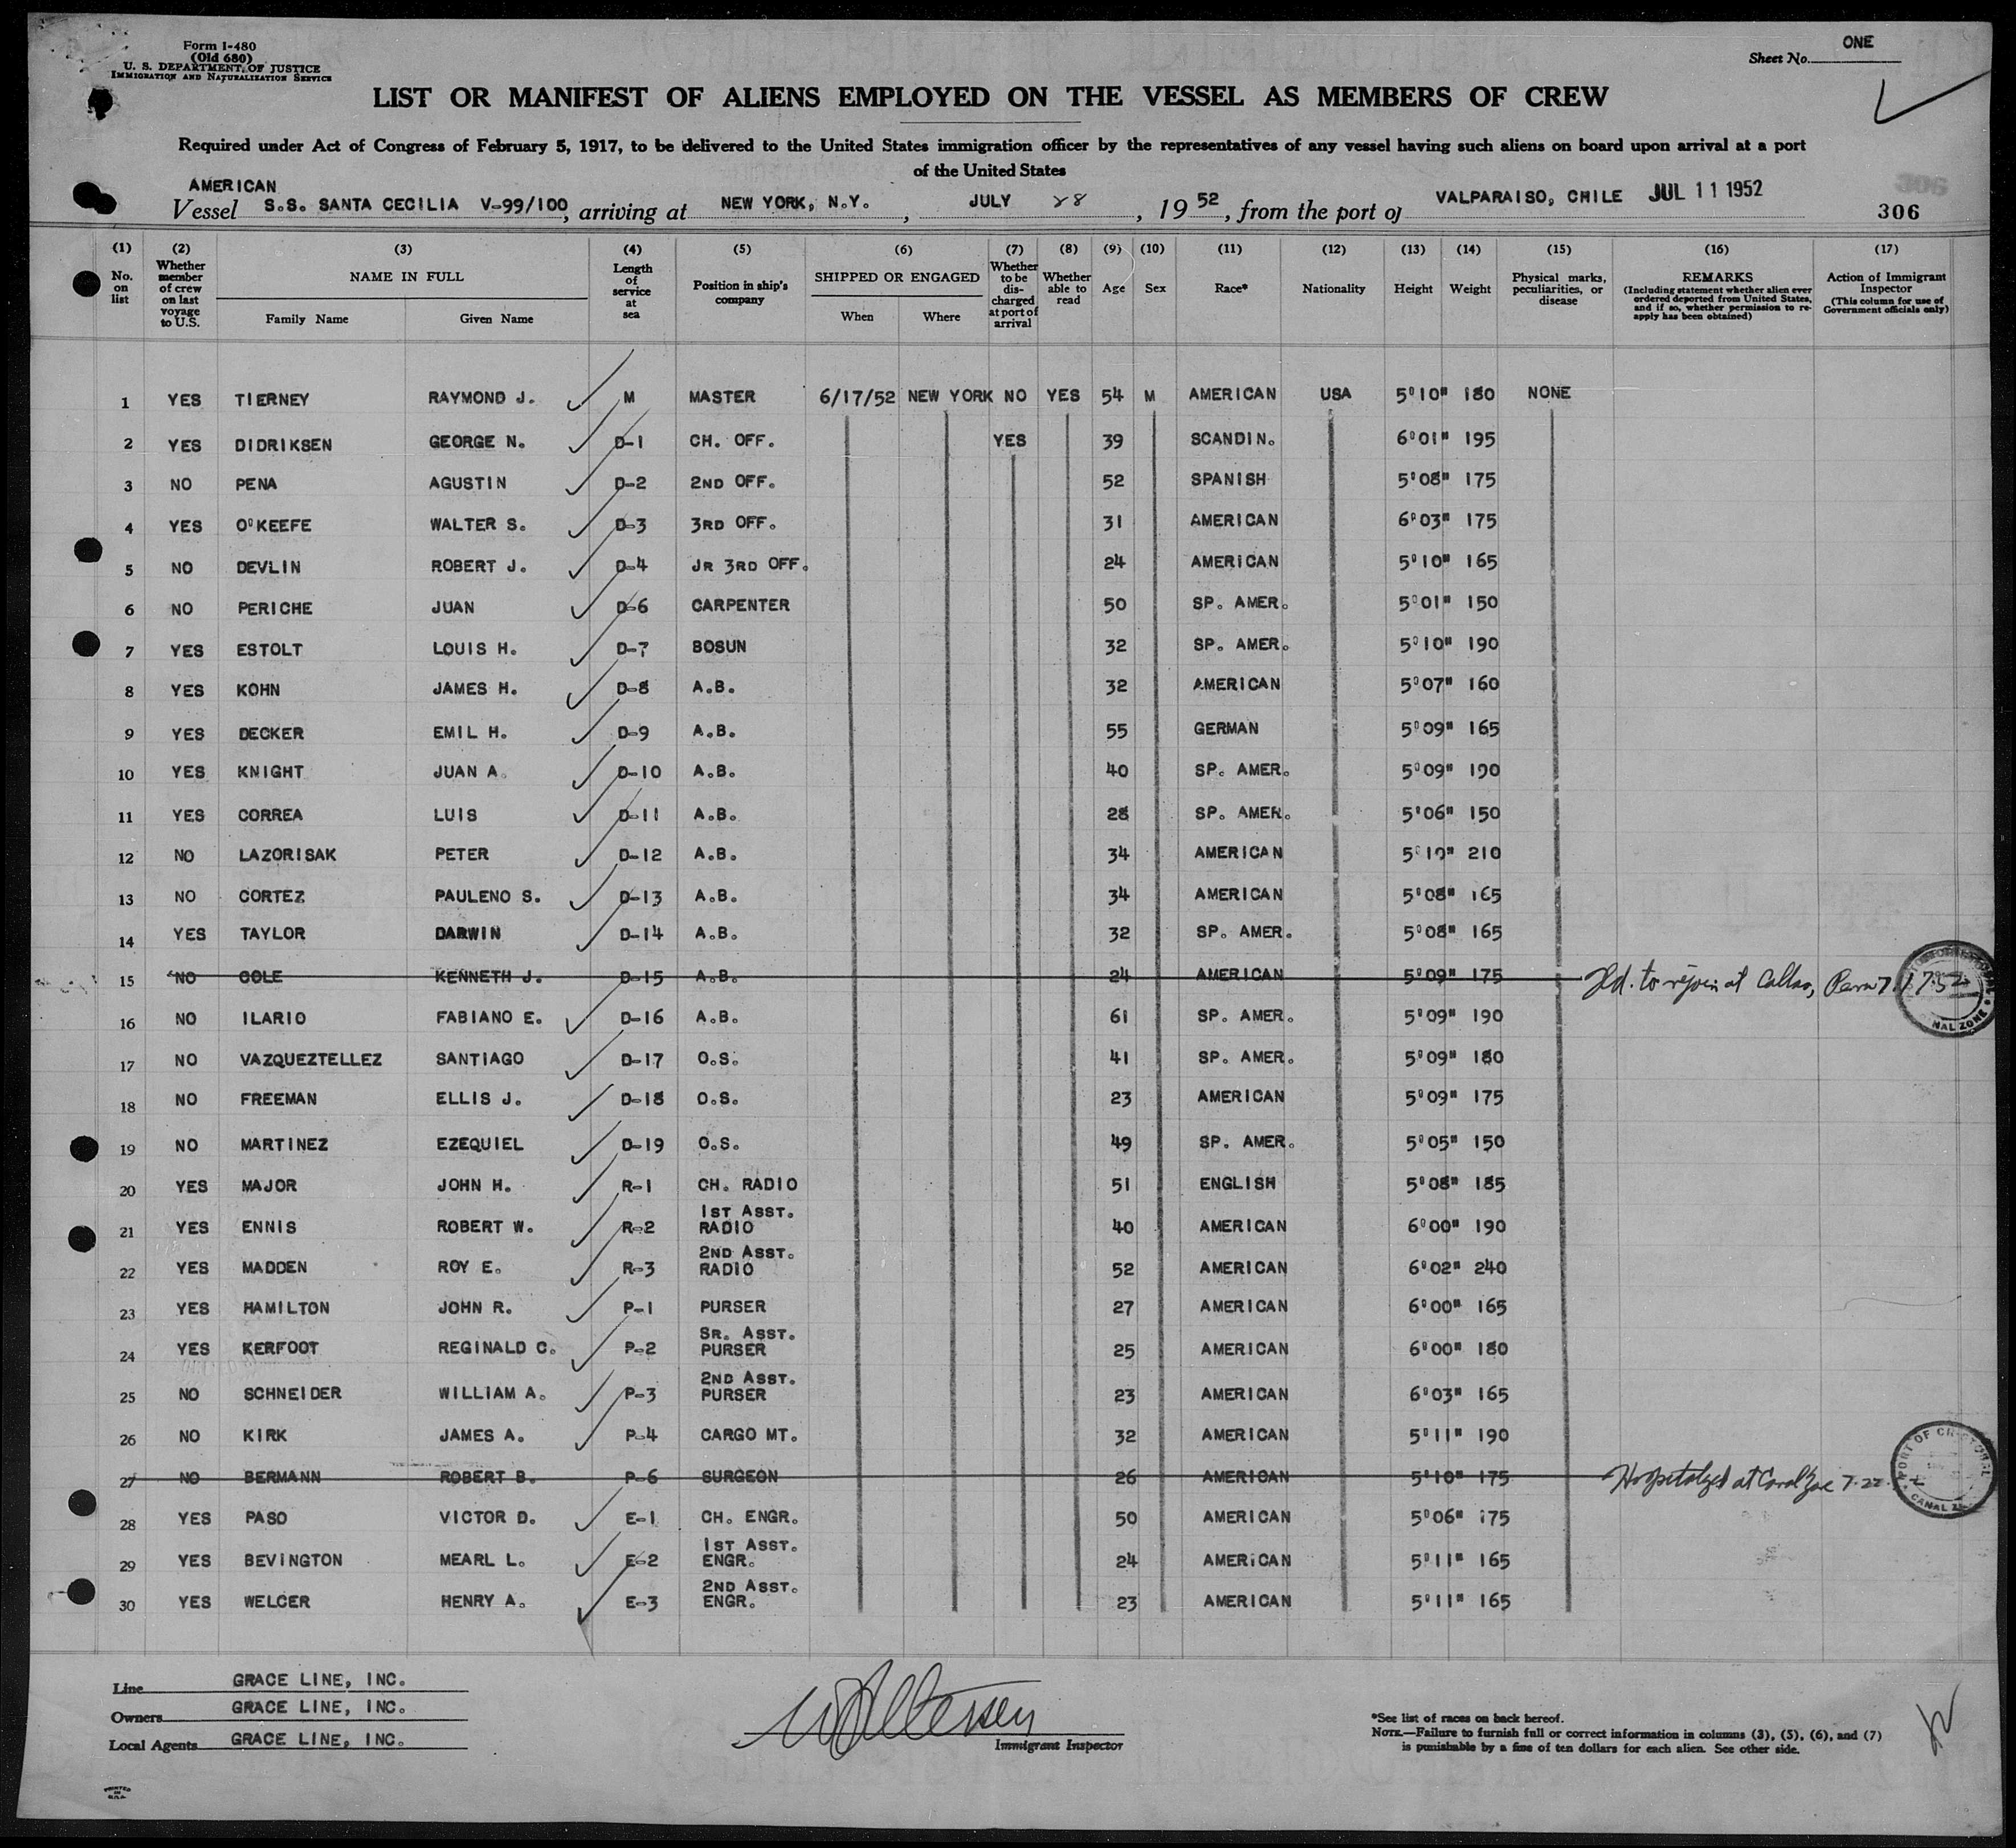 Form I-480
(Old 680)
U. S. DEPARTMENT OF JUSTICE
IMMIGRATION AND NATURALIZATION SERVICE
Sheet No. ONE
LIST OR MANIFEST OF ALIENS EMPLOYED ON THE VESSEL AS MEMBERS OF CREW
Required under Act of Congress of February 5, 1917, to be delivered to the United States immigration officer by the representatives of any vessel having such aliens on board upon arrival at a port
of the United States
AMERICAN
Vessel S.S. SANTA CECILIA V-99/100, arriving at NEW YORK, N.Y., JULY 28, 1952, from the port of VALPARAISO, CHILE JUL 11 1952
306
306
(1) (2) (3) (4) (5) (6) (7) (8) (9) (10) (11) (12) (13) (14) (15) (16) (17)
No. on list
Whether member of crew on last voyage to U.S.
NAME IN FULL
Family Name Given Name
Length of service at sea
Position in ship's company
SHIPPED OR ENGAGED
When Where
Whether to be discharged at port of arrival
Whether able to read
Age Sex Race* Nationality Height Weight
Physical marks, peculiarities, or disease
REMARKS
(Including statement whether alien ever ordered deported from United States, and if so, whether permission to re-apply has been obtained)
Action of Immigrant Inspector
(This column for use of Government officials only)
1 YES TIERNEY RAYMOND J. M MASTER 6/17/52 NEW YORK NO YES 54 M AMERICAN USA 5'10" 180 NONE
2 YES DIDRIKSEN GEORGE N. D-1 CH. OFF. YES 39 SCANDIN. 6'01" 195
3 NO PENA AGUSTIN D-2 2ND OFF. 52 SPANISH 5'08" 175
4 YES O'KEEFE WALTER S. D-3 3RD OFF. 31 AMERICAN 6'03" 175
5 NO DEVLIN ROBERT J. D-4 JR 3RD OFF. 24 AMERICAN 5'10" 165
6 NO PERICHE JUAN D-6 CARPENTER 50 SP. AMER. 5'01" 150
7 YES ESTOLT LOUIS H. D-7 BOSUN 32 SP. AMER. 5'10" 190
8 YES KOHN JAMES H. D-8 A.B. 32 AMERICAN 5'07" 160
9 YES DECKER EMIL H. D-9 A.B. 55 GERMAN 5'09" 165
10 YES KNIGHT JUAN A. D-10 A.B. 40 SP. AMER. 5'09" 190
11 YES CORREA LUIS D-11 A.B. 28 SP. AMER. 5'06" 150
12 NO LAZORISAK PETER D-12 A.B. 34 AMERICAN 5'10" 210
13 NO CORTEZ PAULENO S. D-13 A.B. 34 AMERICAN 5'08" 165
14 YES TAYLOR DARWIN D-14 A.B. 32 SP. AMER. 5'08" 165
15 NO COLE KENNETH J. D-15 A.B. 24 AMERICAN 5'09" 175 to rejoin at Callao, Peru 7.17.52
16 NO ILARIO FABIANO E. D-16 A.B. 61 SP. AMER. 5'09" 190
17 NO VAZQUEZTELLEZ SANTIAGO D-17 O.S. 41 SP. AMER. 5'09" 180
18 NO FREEMAN ELLIS J. D-18 O.S. 23 AMERICAN 5'09" 175
19 NO MARTINEZ EZEQUIEL D-19 O.S. 49 SP. AMER. 5'05" 150
20 YES MAJOR JOHN H. R-1 CH. RADIO 51 ENGLISH 5'08" 185
21 YES ENNIS ROBERT W. R-2 1ST ASST. RADIO 40 AMERICAN 6'00" 190
22 YES MADDEN ROY E. R-3 2ND ASST. RADIO 52 AMERICAN 6'02" 240
23 YES HAMILTON JOHN R. P-1 PURSER 27 AMERICAN 6'00" 165
24 YES KERFOOT REGINALD C. P-2 SR. ASST. PURSER 25 AMERICAN 6'00" 180
25 NO SCHNEIDER WILLIAM A. P-3 2ND ASST. PURSER 23 AMERICAN 6'03" 165
26 NO KIRK JAMES A. P-4 CARGO MT. 32 AMERICAN 5'11" 190
27 NO BERMANN ROBERT B. P-6 SURGEON 26 AMERICAN 5'10" 175 Hospitalized at Canal Zone 7.22
PORT OF CRISTOBAL CANAL ZONE
28 YES PASO VICTOR D. E-1 CH. ENGR. 50 AMERICAN 5'06" 175
29 YES BEVINGTON MEARL L. E-2 1ST ASST. ENGR. 24 AMERICAN 5'11" 165
30 YES WELCER HENRY A. E-3 2ND ASST. ENGR. 23 AMERICAN 5'11" 165
Line GRACE LINE, INC.
Owners GRACE LINE, INC.
Local Agents GRACE LINE, INC.
Immigrant Inspector
*See list of races on back hereof.
NOTE.—Failure to furnish full or correct information in columns (3), (5), (6), and (7)
is punishable by a fine of ten dollars for each alien. See other side.
PRINTED
IN
U.S.A.